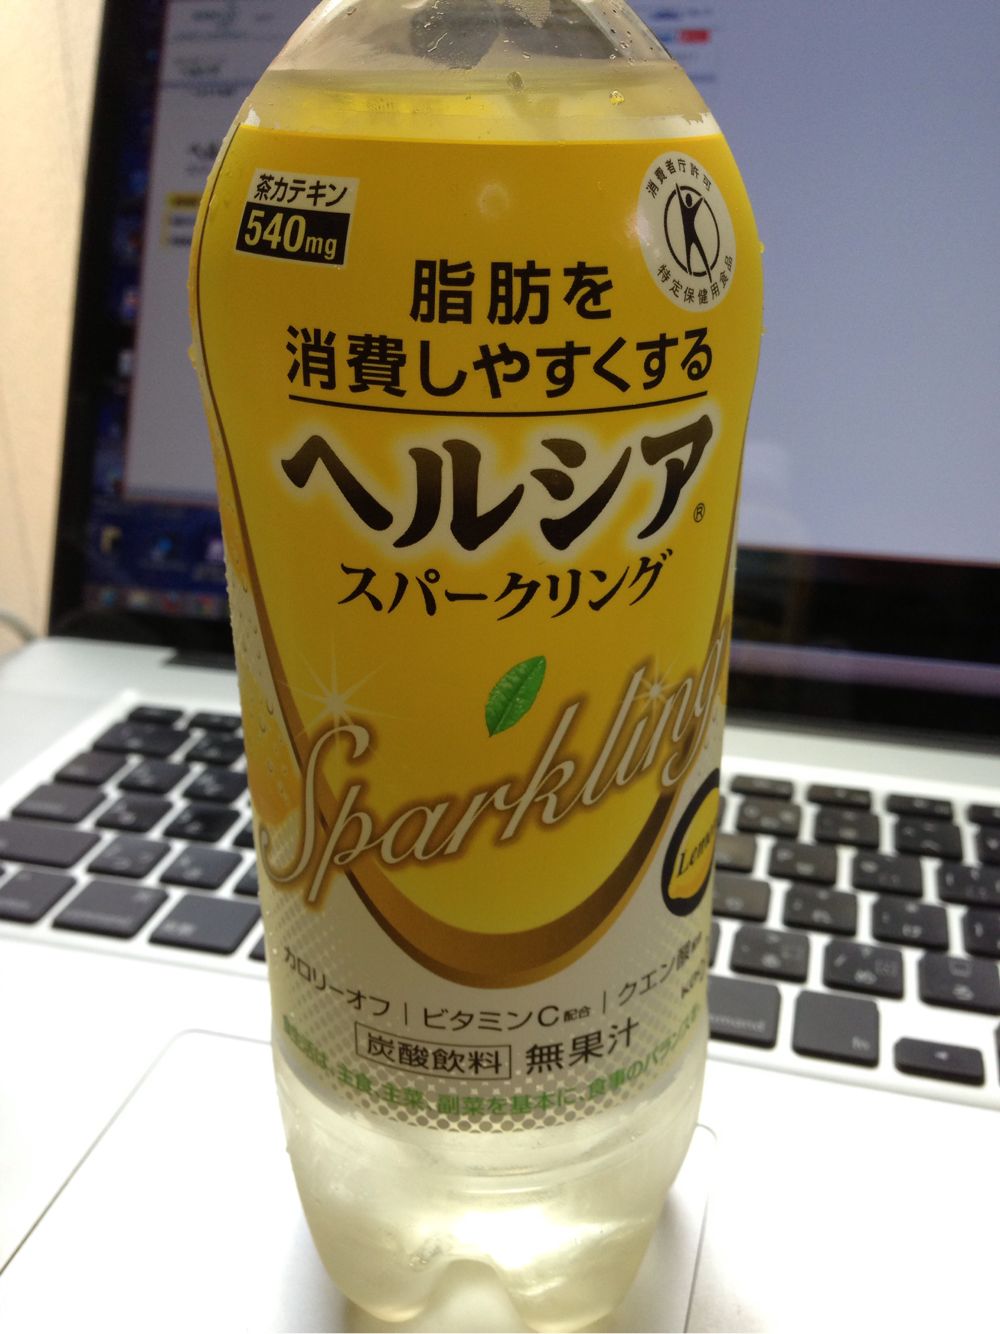 茶カテキン
540mg
消費者庁許可
特定保健用食品
脂肪を
消費しやすくする
ヘルシア®
スパークリング
Sparkling
カロリーオフ | ビタミンC配合 | クエン酸
炭酸飲料 無果汁
主食、主菜、副菜を基本に、食事のバランスを
command
fn